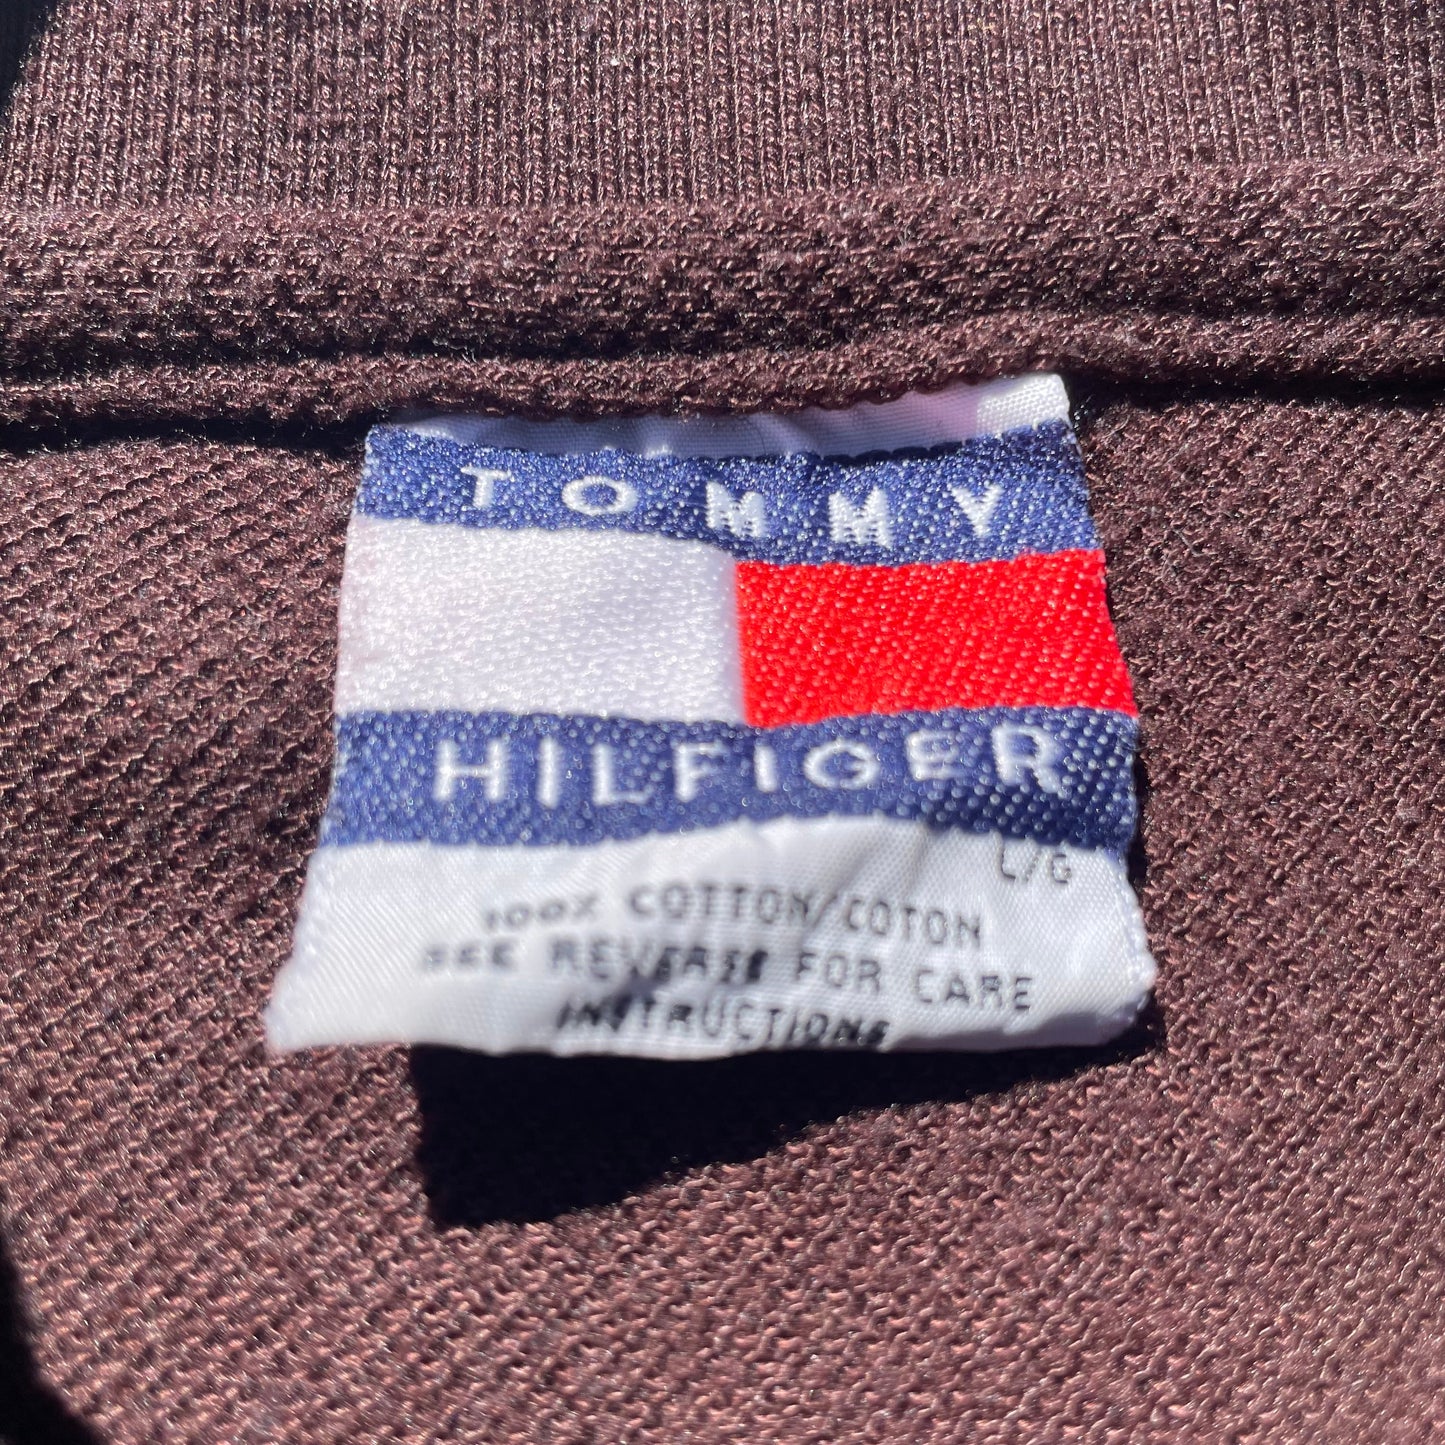 TOMMY
HILFIGER
L/G
100% COTTON/COTON
SEE REVERSE FOR CARE
INSTRUCTIONS